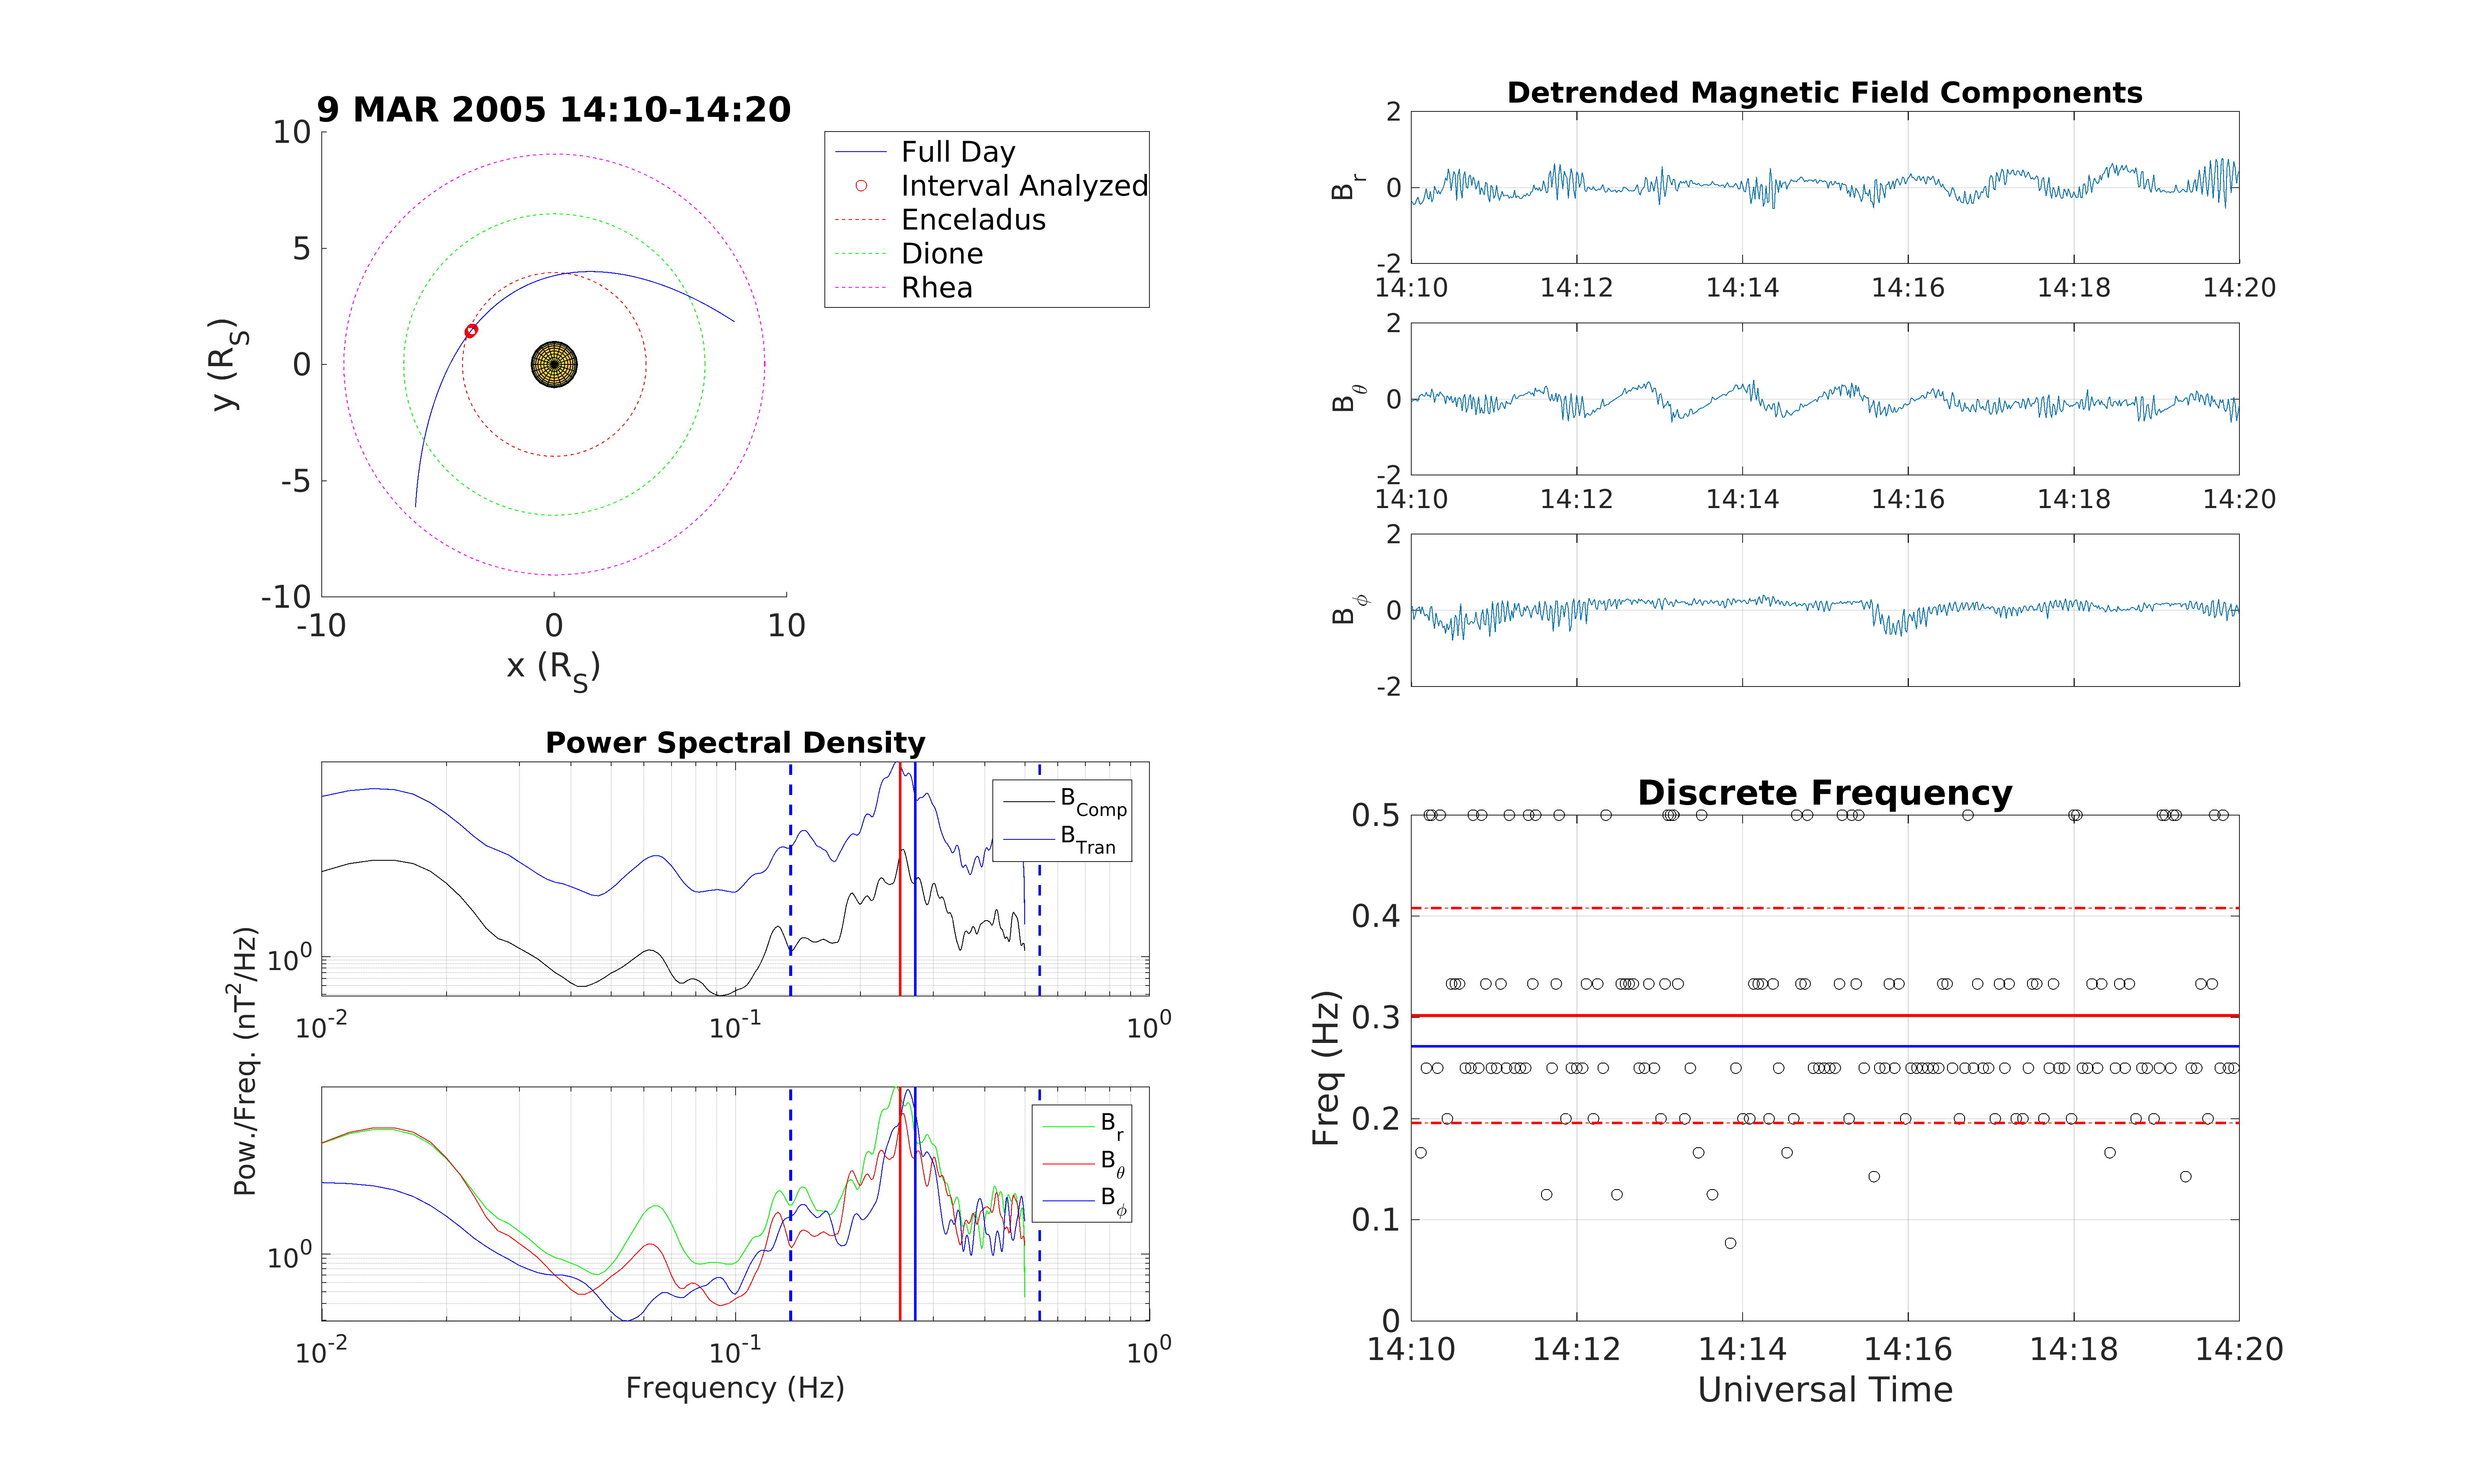 9 MAR 2005 14:10-14:20
10
5
0
-5
-10
-10 0 10
y (R_S)
x (R_S)
Full Day
Interval Analyzed
Enceladus
Dione
Rhea
Detrended Magnetic Field Components
2
0
-2
B_r
14:10 14:12 14:14 14:16 14:18 14:20
2
0
-2
B_θ
14:10 14:12 14:14 14:16 14:18 14:20
2
0
-2
B_ϕ
Power Spectral Density
10^0
10^-2 10^-1 10^0
B_Comp
B_Tran
Pow./Freq. (nT^2/Hz)
10^0
10^-2 10^-1 10^0
B_r
B_θ
B_ϕ
Frequency (Hz)
Discrete Frequency
0.5
0.4
0.3
0.2
0.1
0
Freq (Hz)
14:10 14:12 14:14 14:16 14:18 14:20
Universal Time